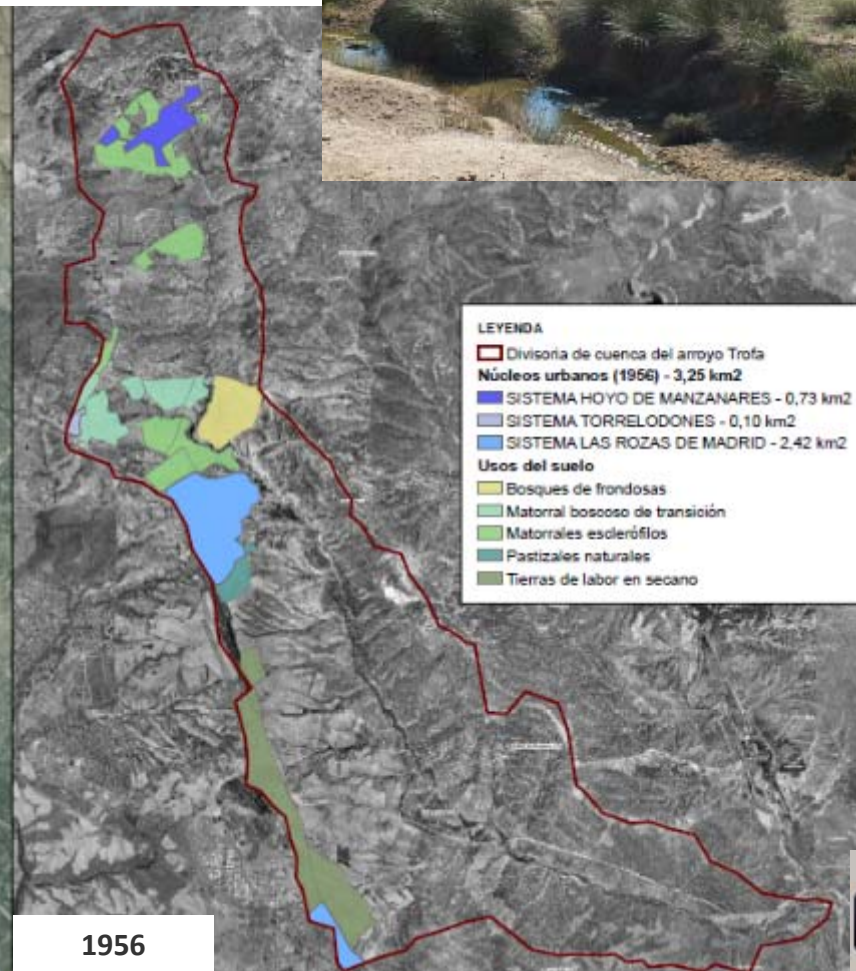 LEYENDA
Divisoria de cuenca del arroyo Trofa
Núcleos urbanos (1956) - 3,25 km2
SISTEMA HOYO DE MANZANARES - 0,73 km2
SISTEMA TORRELODONES - 0,10 km2
SISTEMA LAS ROZAS DE MADRID - 2,42 km2
Usos del suelo
Bosques de frondosas
Matorral boscoso de transición
Matorrales esclerófilos
Pastizales naturales
Tierras de labor en secano
1956